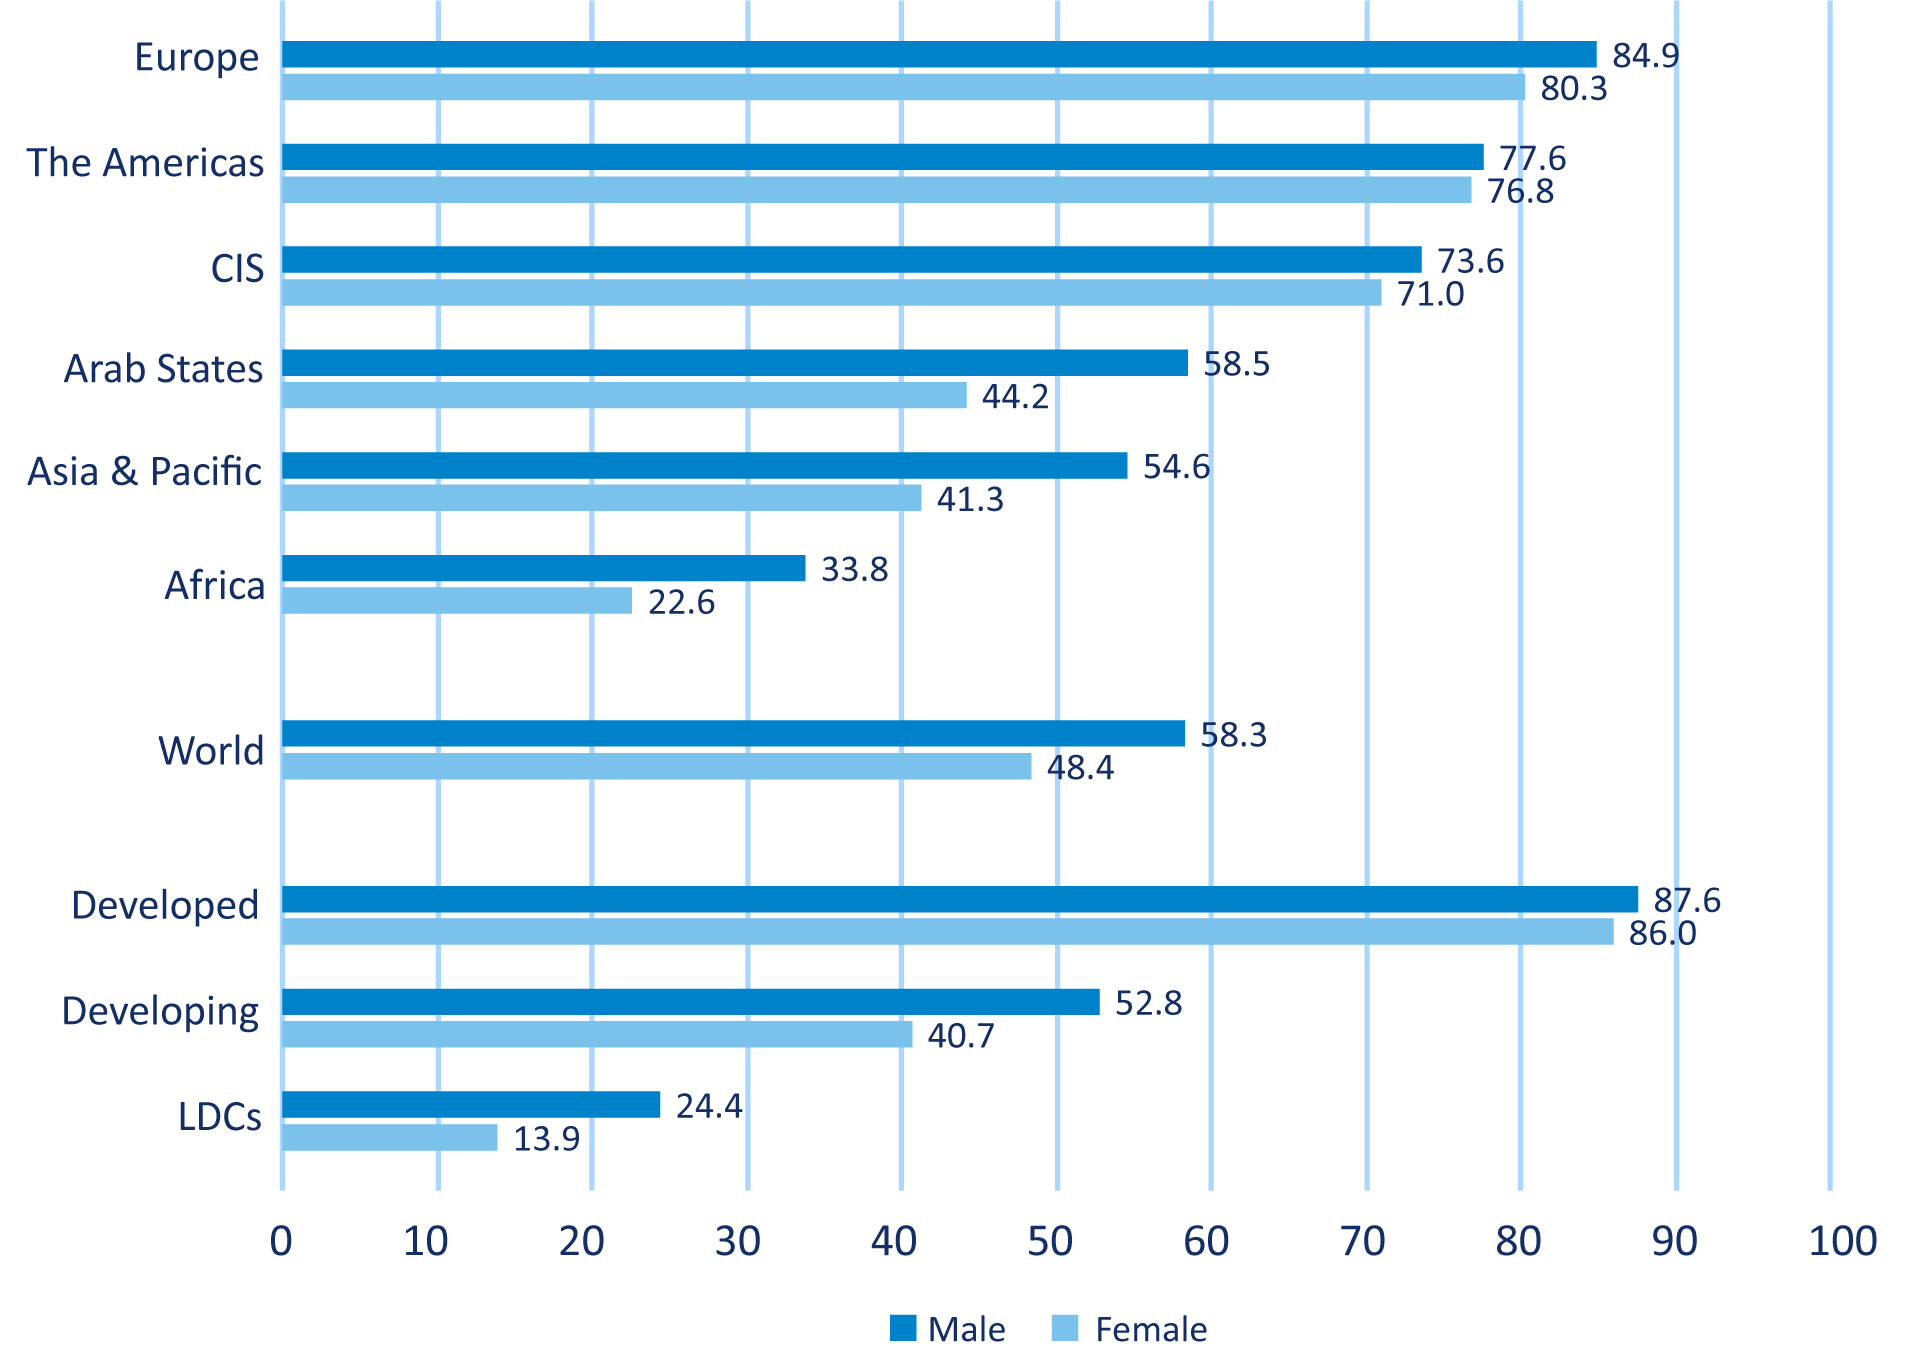 Europe
84.9
80.3
The Americas
77.6
76.8
CIS
73.6
71.0
Arab States
58.5
44.2
Asia & Pacific
54.6
41.3
Africa
33.8
22.6
World
58.3
48.4
Developed
87.6
86.0
Developing
52.8
40.7
LDCs
24.4
13.9
0 10 20 30 40 50 60 70 80 90 100
Male Female